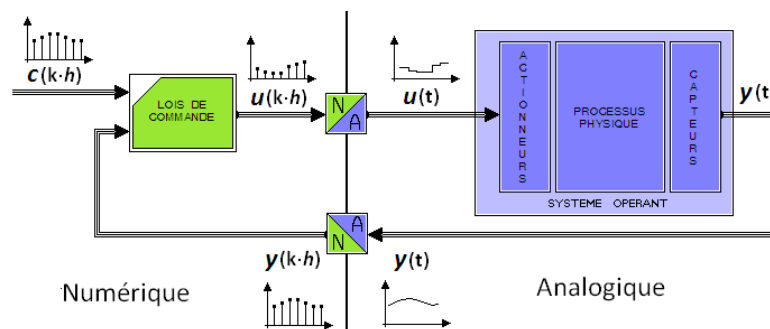 c(k·h)
LOIS DE
COMMANDE
u(k·h)
N
A
u(t)
ACTIONNEURS
PROCESSUS
PHYSIQUE
CAPTEURS
y(t
SYSTEME OPERANT
A
N
y(k·h)
y(t)
Numérique
Analogique